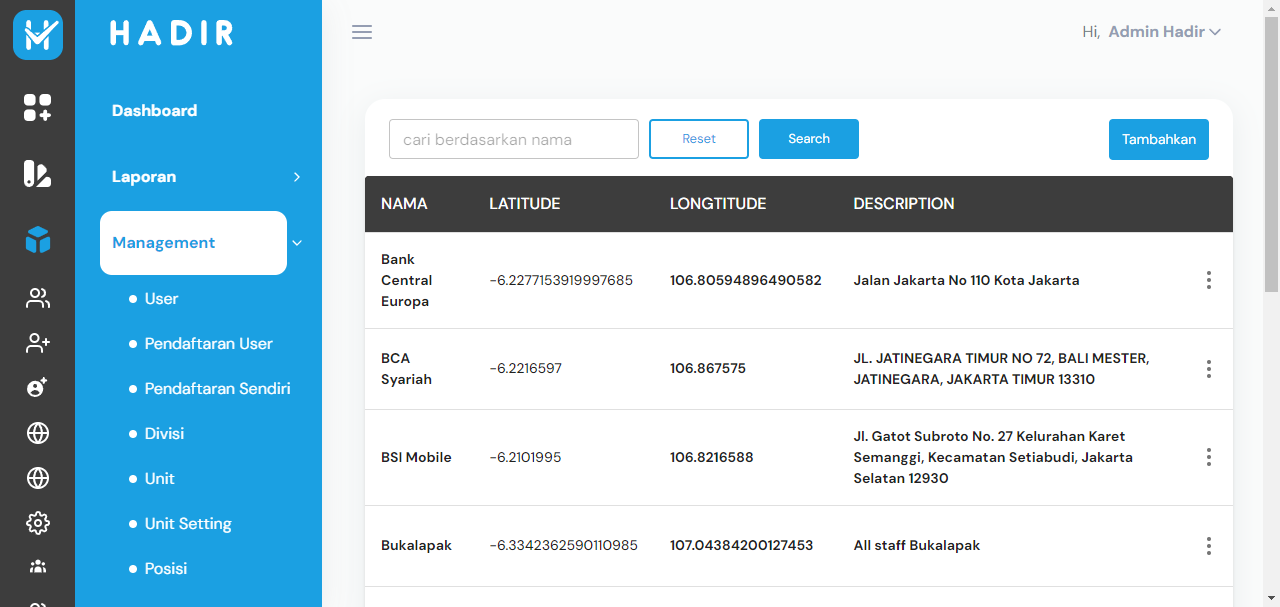 HADIR
Hi, Admin Hadir
Dashboard
Laporan
Management
User
Pendaftaran User
Pendaftaran Sendiri
Divisi
Unit
Unit Setting
Posisi
cari berdasarkan nama
Reset
Search
Tambahkan
NAMA LATITUDE LONGTITUDE DESCRIPTION
Bank
Central
Europa
-6.2277153919997685
106.80594896490582
Jalan Jakarta No 110 Kota Jakarta
BCA
Syariah
-6.2216597
106.867575
JL. JATINEGARA TIMUR NO 72, BALI MESTER,
JATINEGARA, JAKARTA TIMUR 13310
BSI Mobile
-6.2101995
106.8216588
Jl. Gatot Subroto No. 27 Kelurahan Karet
Semanggi, Kecamatan Setiabudi, Jakarta
Selatan 12930
Bukalapak
-6.3342362590110985
107.04384200127453
All staff Bukalapak